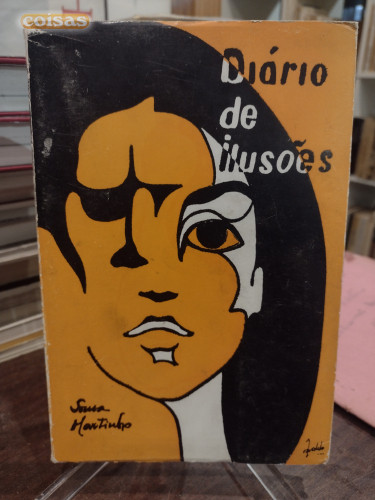 coisas
Diário
de
ilusões
Sousa
Martinho